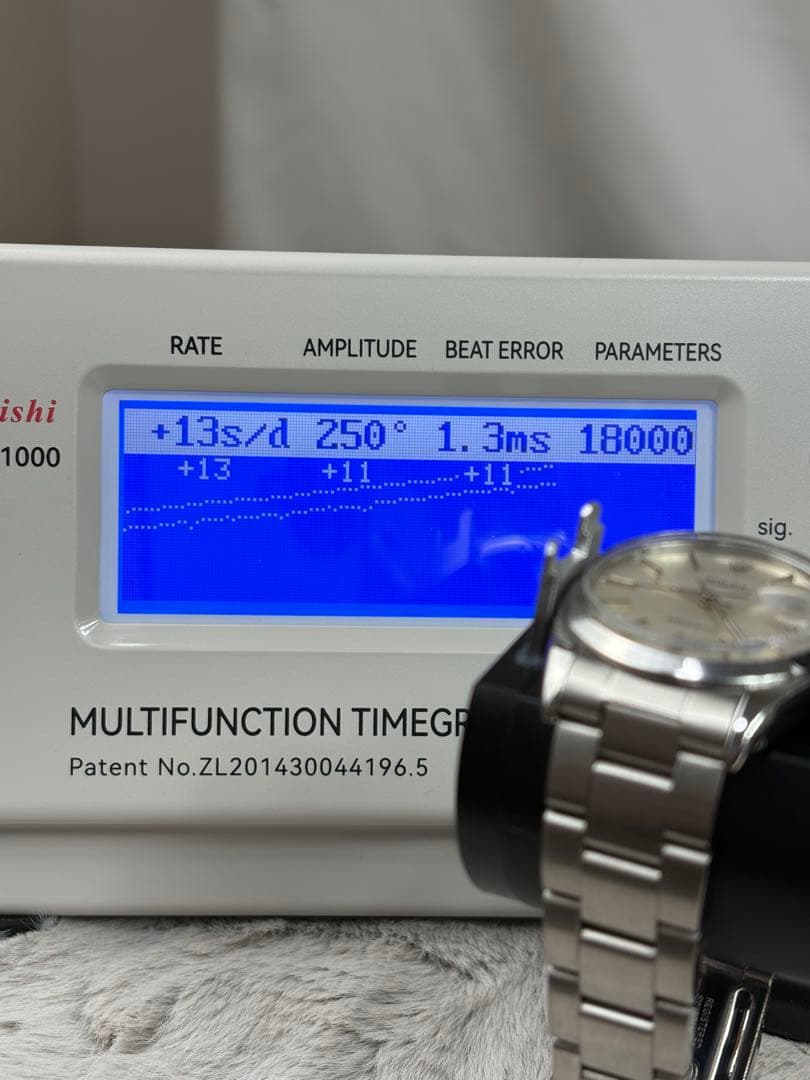 RATE AMPLITUDE BEAT ERROR PARAMETERS
ishi
1000
+13s/d 250° 1.3ms 18000
+13 +11 +11
sig.
MULTIFUNCTION TIMEGR
Patent No.ZL201430044196.5